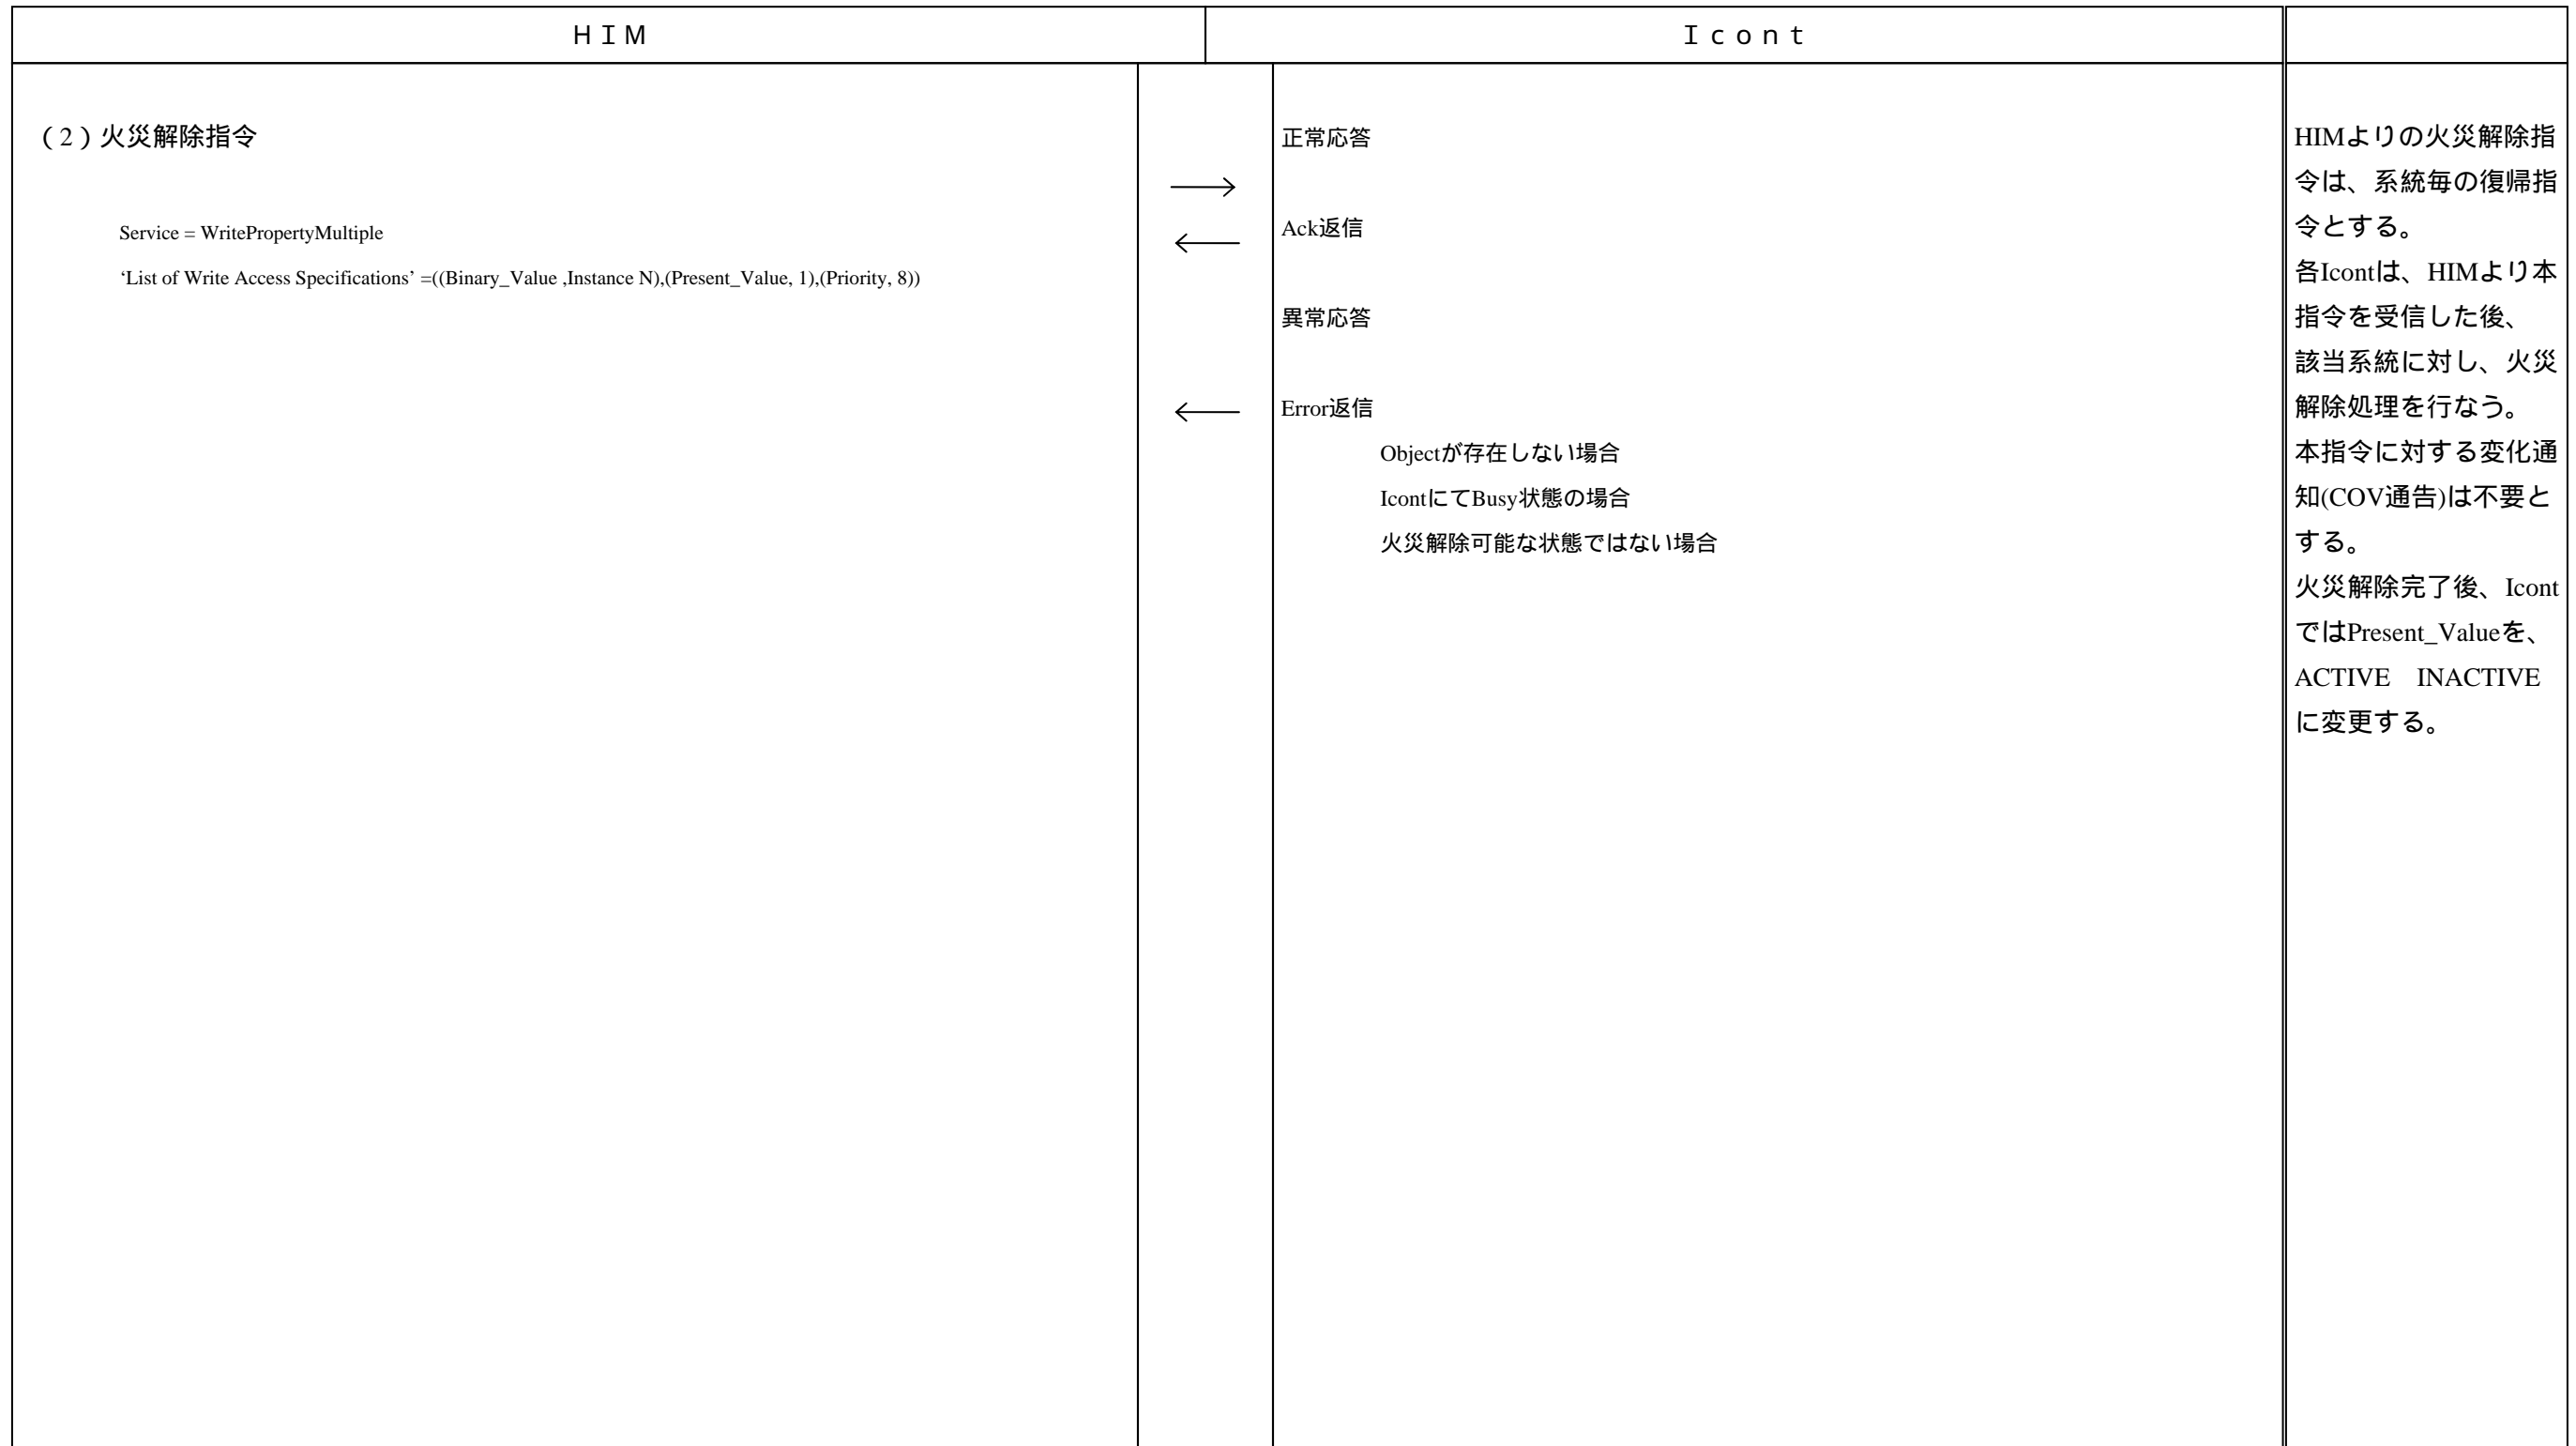 ＨＩＭ
Ｉｃｏｎｔ
（2）火災解除指令
Service = WritePropertyMultiple
‘List of Write Access Specifications’ =((Binary_Value ,Instance N),(Present_Value, 1),(Priority, 8))
正常応答
Ack返信
異常応答
Error返信
Objectが存在しない場合
IcontにてBusy状態の場合
火災解除可能な状態ではない場合
HIMよりの火災解除指
令は、系統毎の復帰指
令とする。
各Icontは、HIMより本
指令を受信した後、
該当系統に対し、火災
解除処理を行なう。
本指令に対する変化通
知(COV通告)は不要と
する。
火災解除完了後、Icont
ではPresent_Valueを、
ACTIVE　INACTIVE
に変更する。